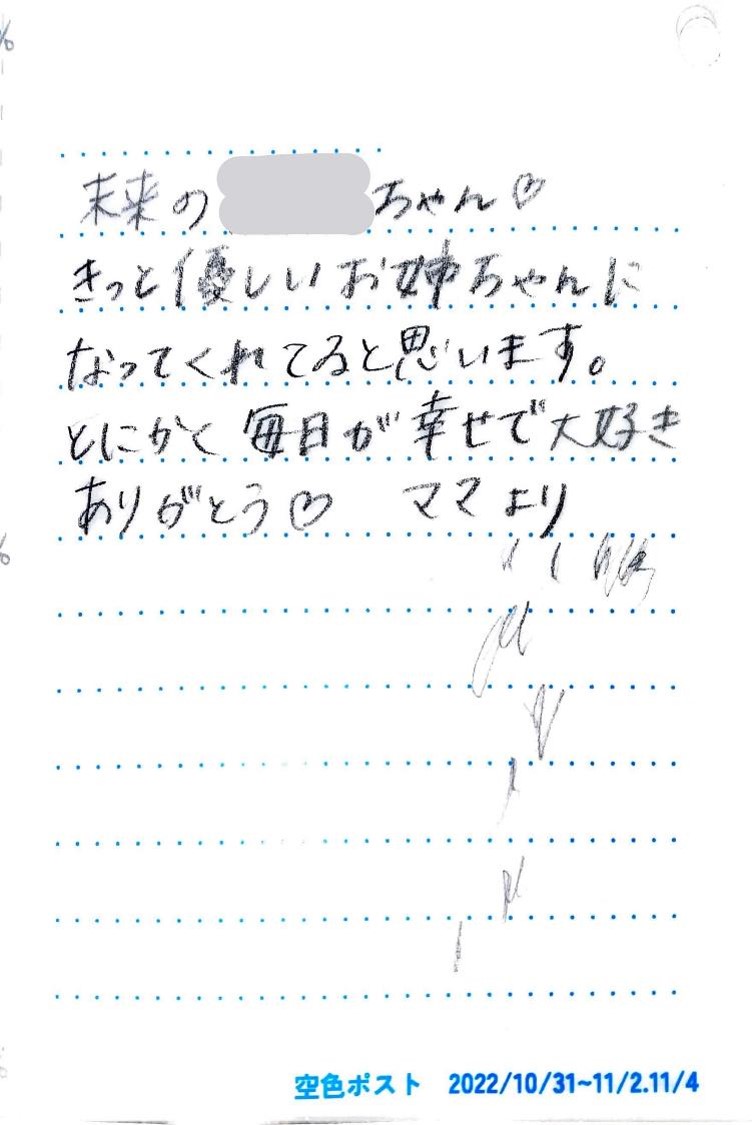 未来の ちゃん♡
きっと優しいお姉ちゃんに
なってくれてると思います。
とにかく毎日が幸せで大好き
ありがとう♡ ママより
空色ポスト 2022/10/31~11/2.11/4